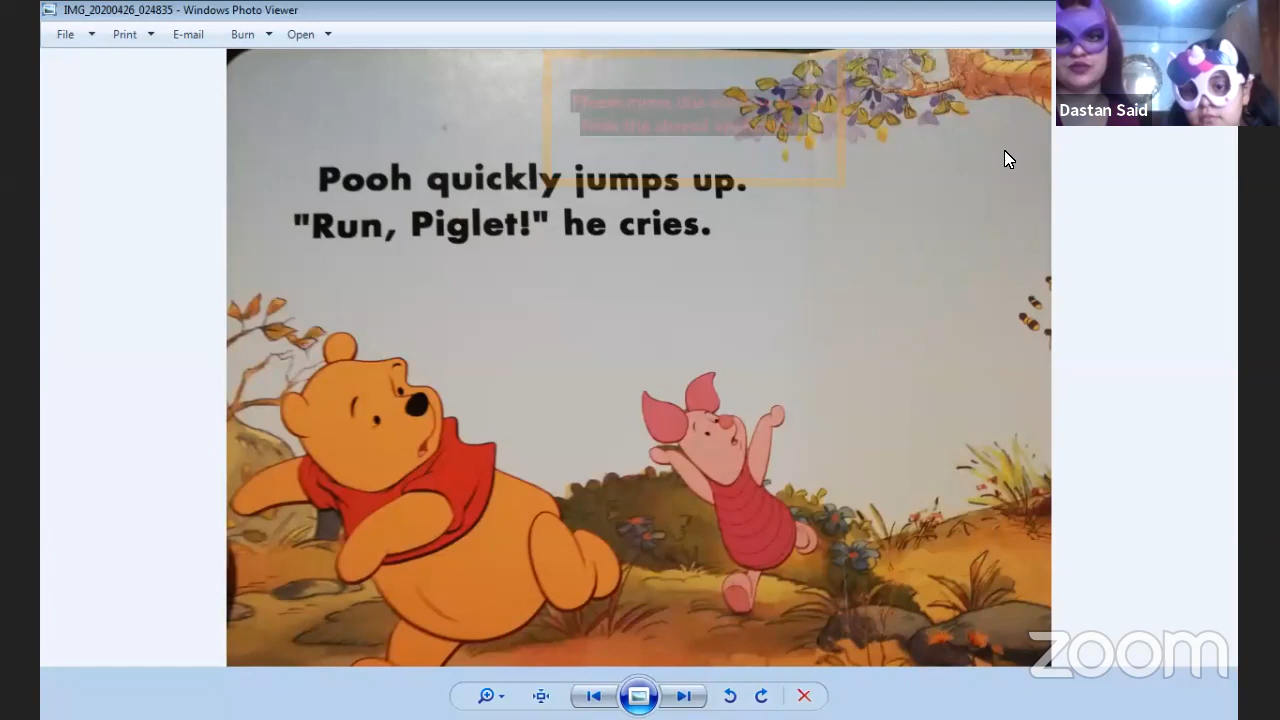 IMG_20200426_024835 - Windows Photo Viewer
File Print E-mail Burn Open
Dastan Said
Pooh quickly jumps up.
"Run, Piglet!" he cries.
zoom